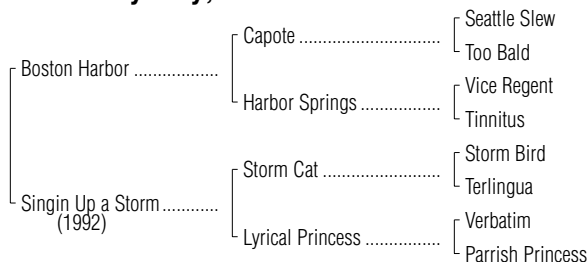 Seattle Slew
Capote
Too Bald
Boston Harbor
Vice Regent
Harbor Springs
Tinnitus
Storm Bird
Storm Cat
Terlingua
Singin Up a Storm
(1992)
Verbatim
Lyrical Princess
Parrish Princess